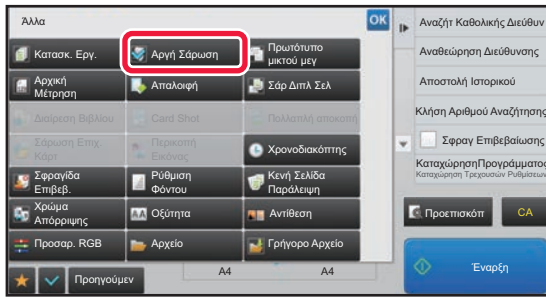 Άλλα
OK
Κατασκ. Εργ.
Αργή Σάρωση
Πρωτότυπο
μικτού μεγ
Αρχική
Μέτρηση
Απαλοιφή
Σάρ Διπλ Σελ
Διαίρεση Βιβλίου
Card Shot
Πολλαπλή αποκοπή
Σάρωση Επιχ
Κάρτ
Περικοπή
Εικόνας
Χρονοδιακόπτης
Σφραγίδα
Επιβεβ.
Ρύθμιση
Φόντου
Κενή Σελίδα
Παράλειψη
Χρώμα
Απόρριψης
Οξύτητα
Αντίθεση
Προσαρ. RGB
Αρχείο
Γρήγορο Αρχείο
Προηγούμεν
A4
A4
Αναζήτ Καθολικής Διεύθυν
Αναθεώρηση Διεύθυνσης
Αποστολή Ιστορικού
Κλήση Αριθμού Αναζήτησης
Σφραγ Επιβεβαίωσης
ΚαταχώρησηΠρογράμματος
Καταχώρηση Τρεχουσών Ρυθμίσεων
Προεπισκόπ
CA
Έναρξη